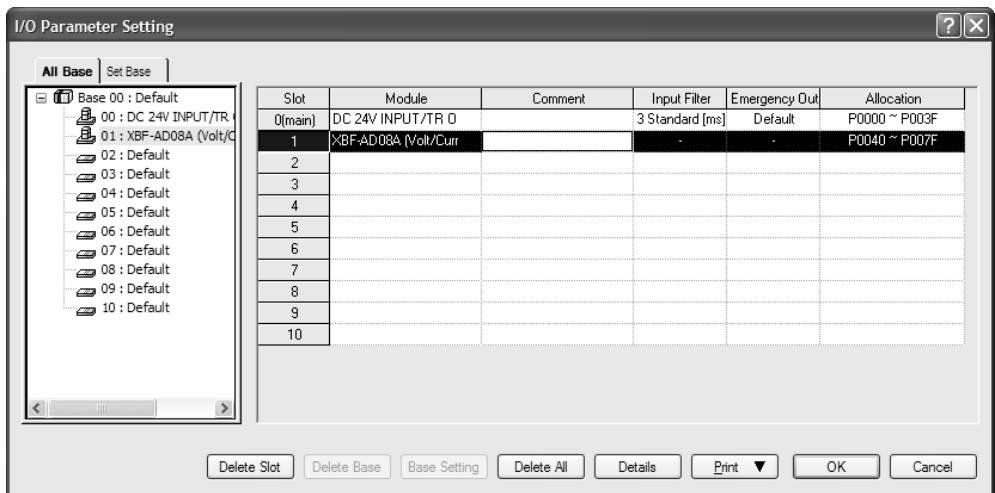 I/O Parameter Setting
All Base Set Base
Base 00 : Default
00 : DC 24V INPUT/TR
01 : XBF-AD08A (Volt/C
02 : Default
03 : Default
04 : Default
05 : Default
06 : Default
07 : Default
08 : Default
09 : Default
10 : Default
Slot Module Comment Input Filter Emergency Out Allocation
0(main) DC 24V INPUT/TR O 3 Standard [ms] Default P0000 ~ P003F
1 XBF-AD08A (Volt/Curr - - P0040 ~ P007F
2
3
4
5
6
7
8
9
10
Delete Slot Delete Base Base Setting Delete All Details Print ▼ OK Cancel